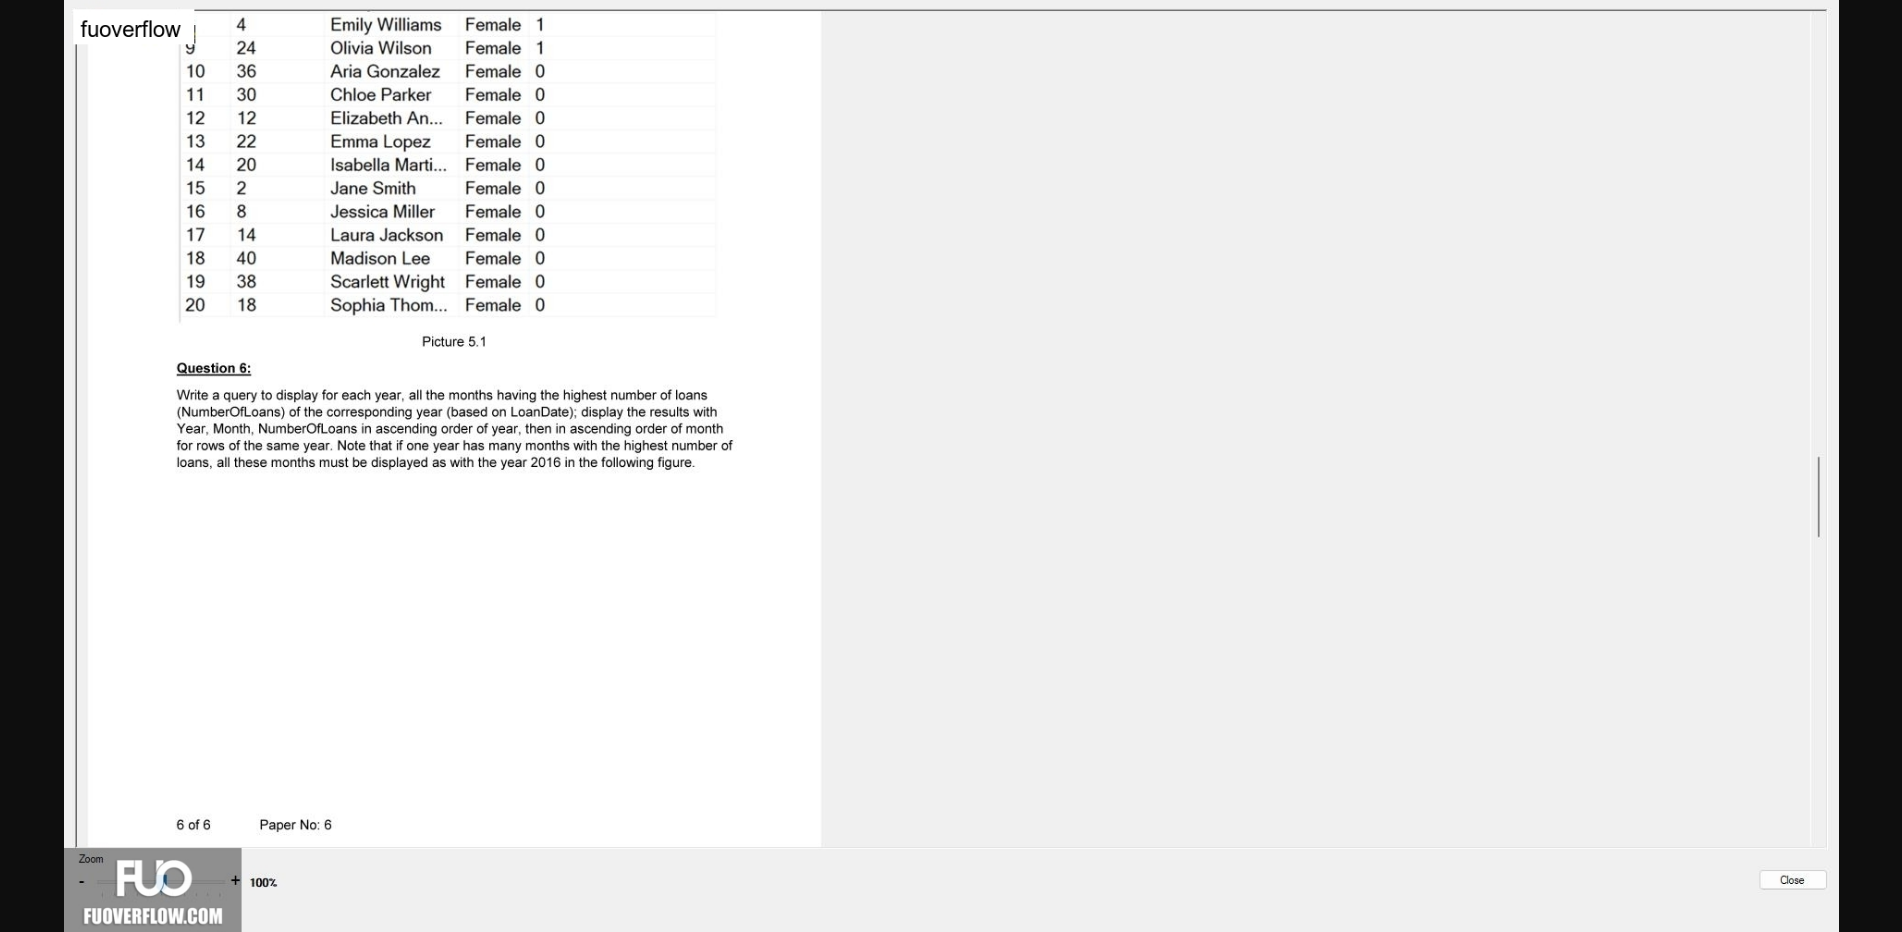 fuoverflow
4 Emily Williams Female 1
9 24 Olivia Wilson Female 1
10 36 Aria Gonzalez Female 0
11 30 Chloe Parker Female 0
12 12 Elizabeth An... Female 0
13 22 Emma Lopez Female 0
14 20 Isabella Marti... Female 0
15 2 Jane Smith Female 0
16 8 Jessica Miller Female 0
17 14 Laura Jackson Female 0
18 40 Madison Lee Female 0
19 38 Scarlett Wright Female 0
20 18 Sophia Thom... Female 0
Picture 5.1
Question 6:
Write a query to display for each year, all the months having the highest number of loans
(NumberOfLoans) of the corresponding year (based on LoanDate); display the results with
Year, Month, NumberOfLoans in ascending order of year, then in ascending order of month
for rows of the same year. Note that if one year has many months with the highest number of
loans, all these months must be displayed as with the year 2016 in the following figure.
6 of 6 Paper No: 6
Zoom
- + 100%
Close
FUO
FUOVERFLOW.COM